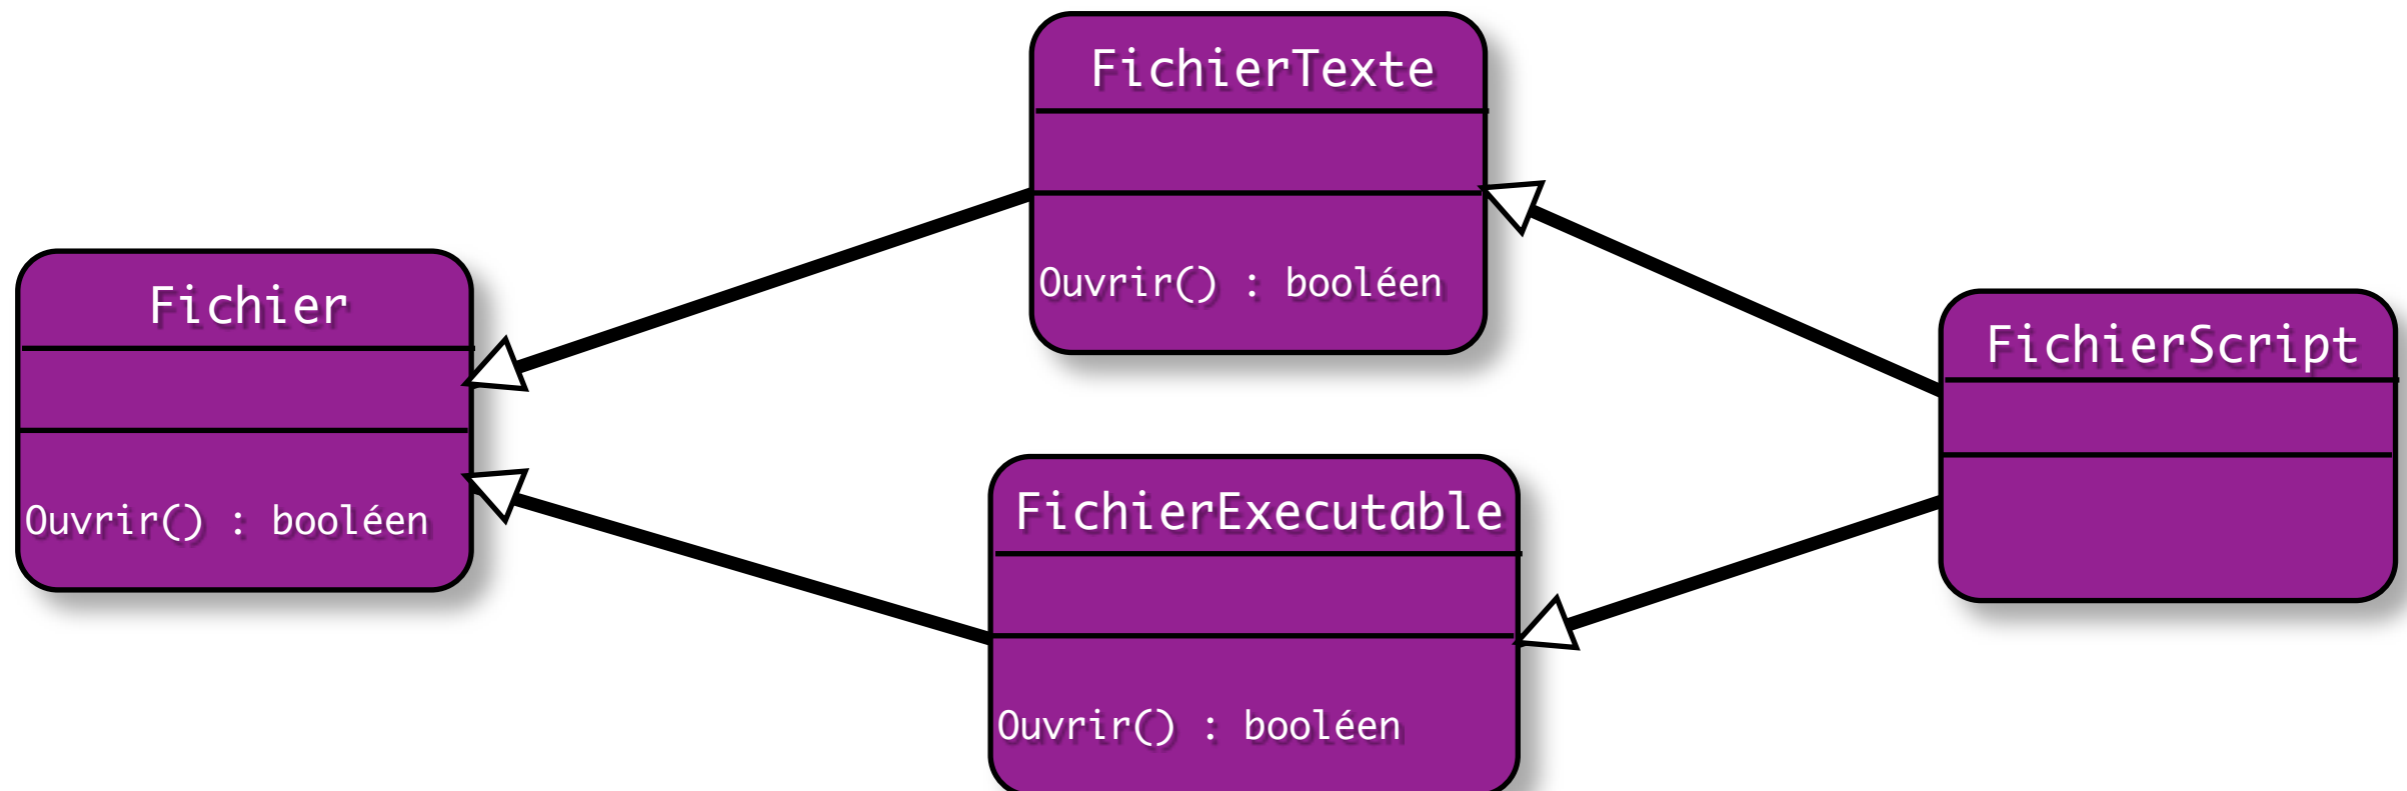 Fichier
Ouvrir() : booléen
FichierTexte
Ouvrir() : booléen
FichierExecutable
Ouvrir() : booléen
FichierScript